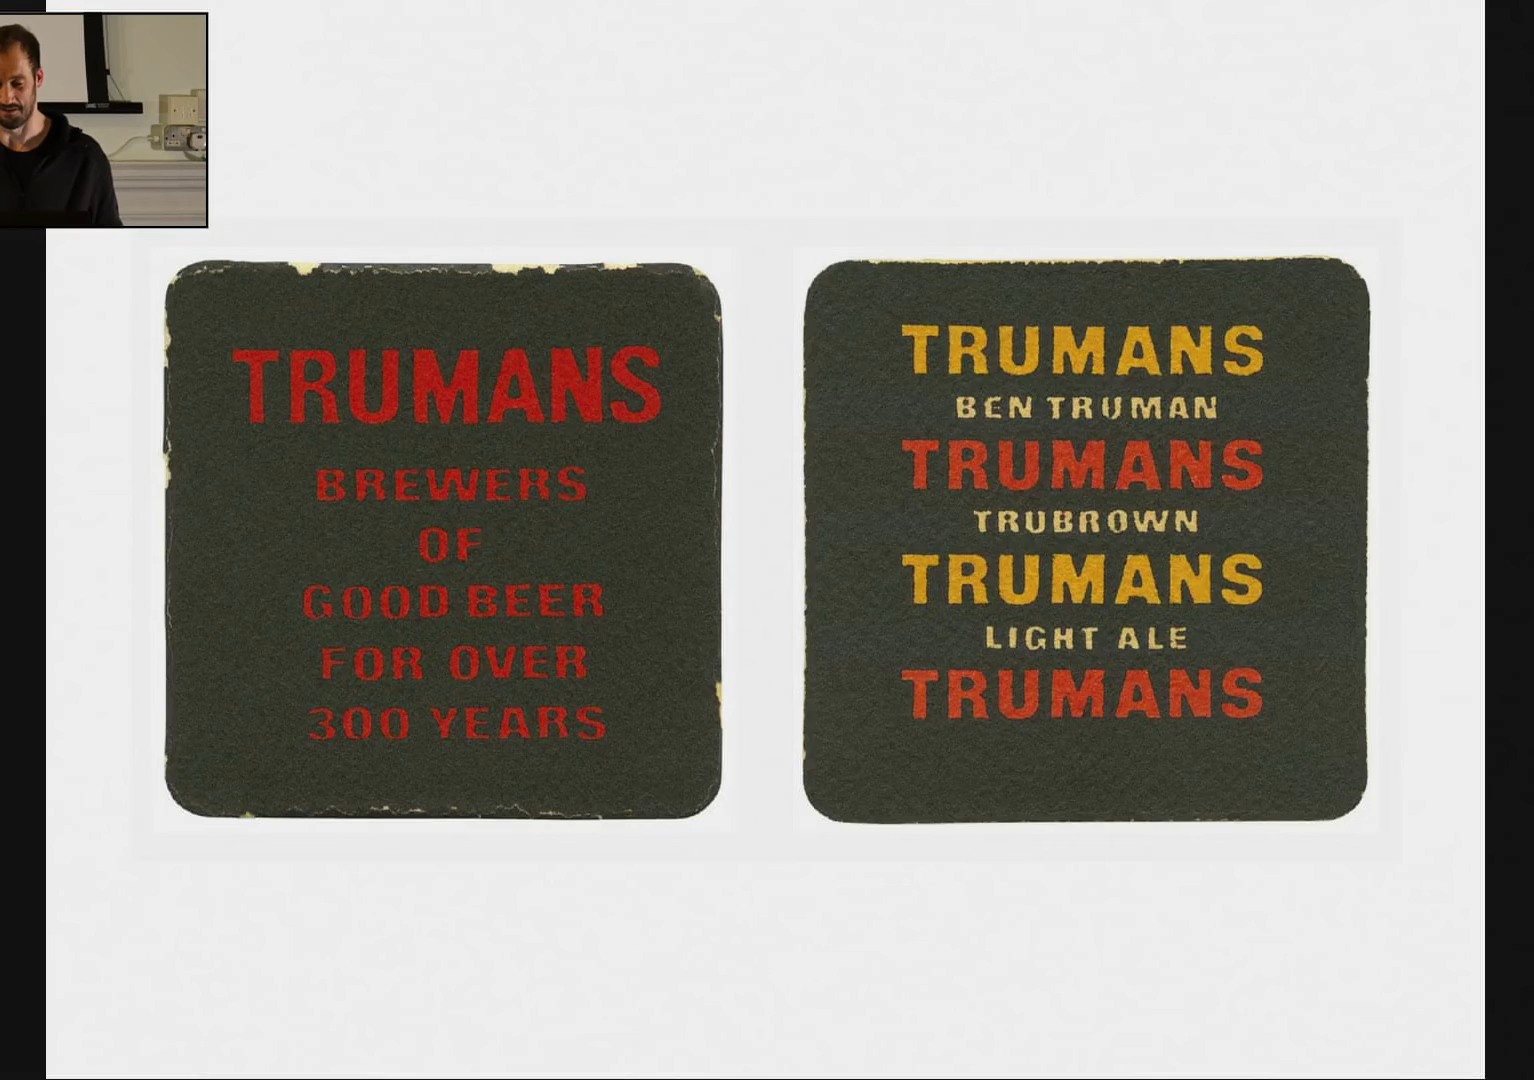 TRUMANS
BREWERS
OF
GOOD BEER
FOR OVER
300 YEARS
TRUMANS
BEN TRUMAN
TRUMANS
TRUBROWN
TRUMANS
LIGHT ALE
TRUMANS